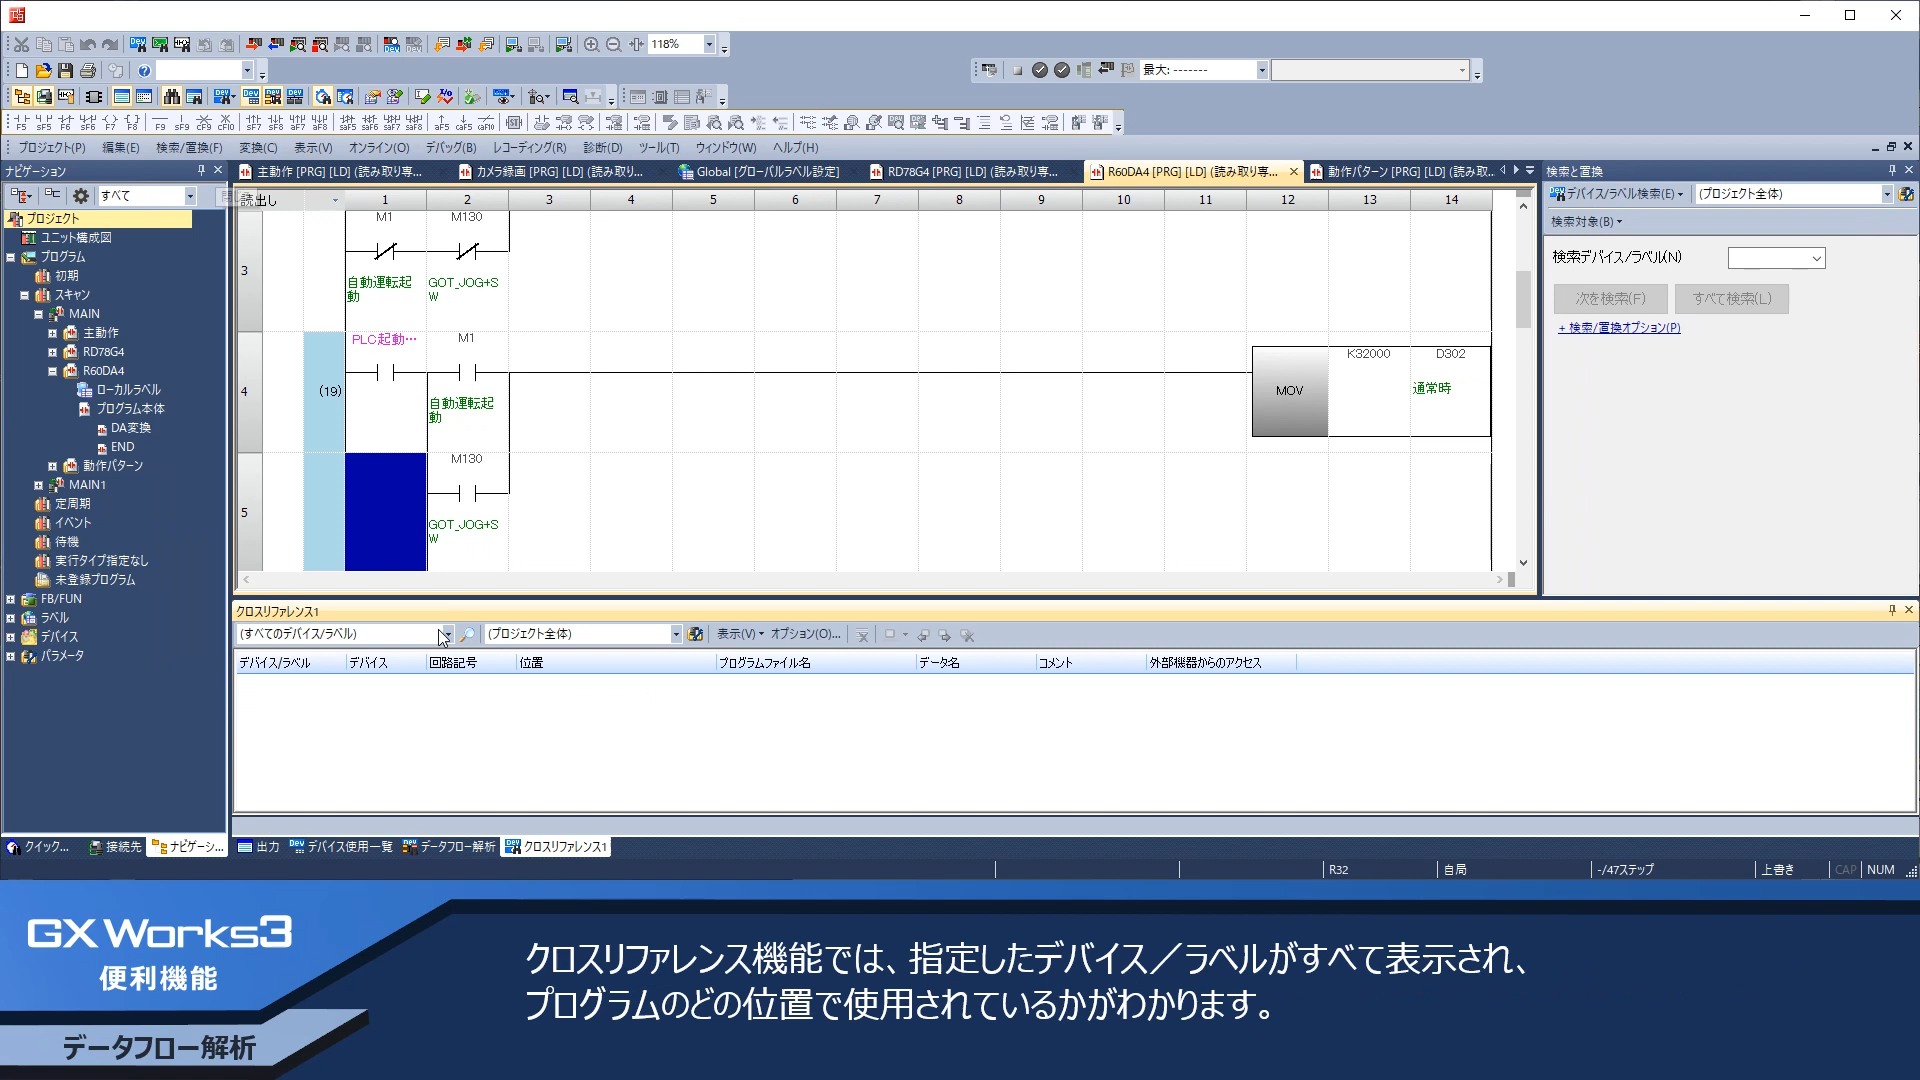 118%
最大: -------
プロジェクト(P) 編集(E) 検索/置換(F) 変換(C) 表示(V) オンライン(O) デバッグ(B) レコーディング(R) 診断(D) ツール(T) ウィンドウ(W) ヘルプ(H)
ナビゲーション
主動作 [PRG] [LD] (読み取り専...
カメラ録画 [PRG] [LD] (読み取り...
Global [グローバルラベル設定]
RD78G4 [PRG] [LD] (読み取り専...
R60DA4 [PRG] [LD] (読み取り専...
動作パターン [PRG] [LD] (読み取...
検索と置換
すべて
プロジェクト
ユニット構成図
プログラム
初期
スキャン
MAIN
主動作
RD78G4
R60DA4
ローカルラベル
プログラム本体
DA変換
END
動作パターン
MAIN1
定周期
イベント
待機
実行タイプ指定なし
未登録プログラム
FB/FUN
ラベル
デバイス
パラメータ
読出し 1 2 3 4 5 6 7 8 9 10 11 12 13 14
M1 M130
3
自動運転起動 GOT_JOG+SW
PLC起動… M1
K32000 D302
4 (19) MOV 通常時
自動運転起動
M130
5
GOT_JOG+SW
デバイス/ラベル検索(E) (プロジェクト全体)
検索対象(B)
検索デバイス/ラベル(N)
次を検索(F) すべて検索(L)
+ 検索/置換オプション(P)
クロスリファレンス1
(すべてのデバイス/ラベル) (プロジェクト全体) 表示(V) オプション(O)...
デバイス/ラベル デバイス 回路記号 位置 プログラムファイル名 データ名 コメント 外部機器からのアクセス
クイック... 接続先 ナビゲーシ... 出力 デバイス使用一覧 データフロー解析 クロスリファレンス1
R32 自局 -/47ステップ 上書き CAP NUM
GX Works3
便利機能
データフロー解析
クロスリファレンス機能では、指定したデバイス／ラベルがすべて表示され、
プログラムのどの位置で使用されているかがわかります。